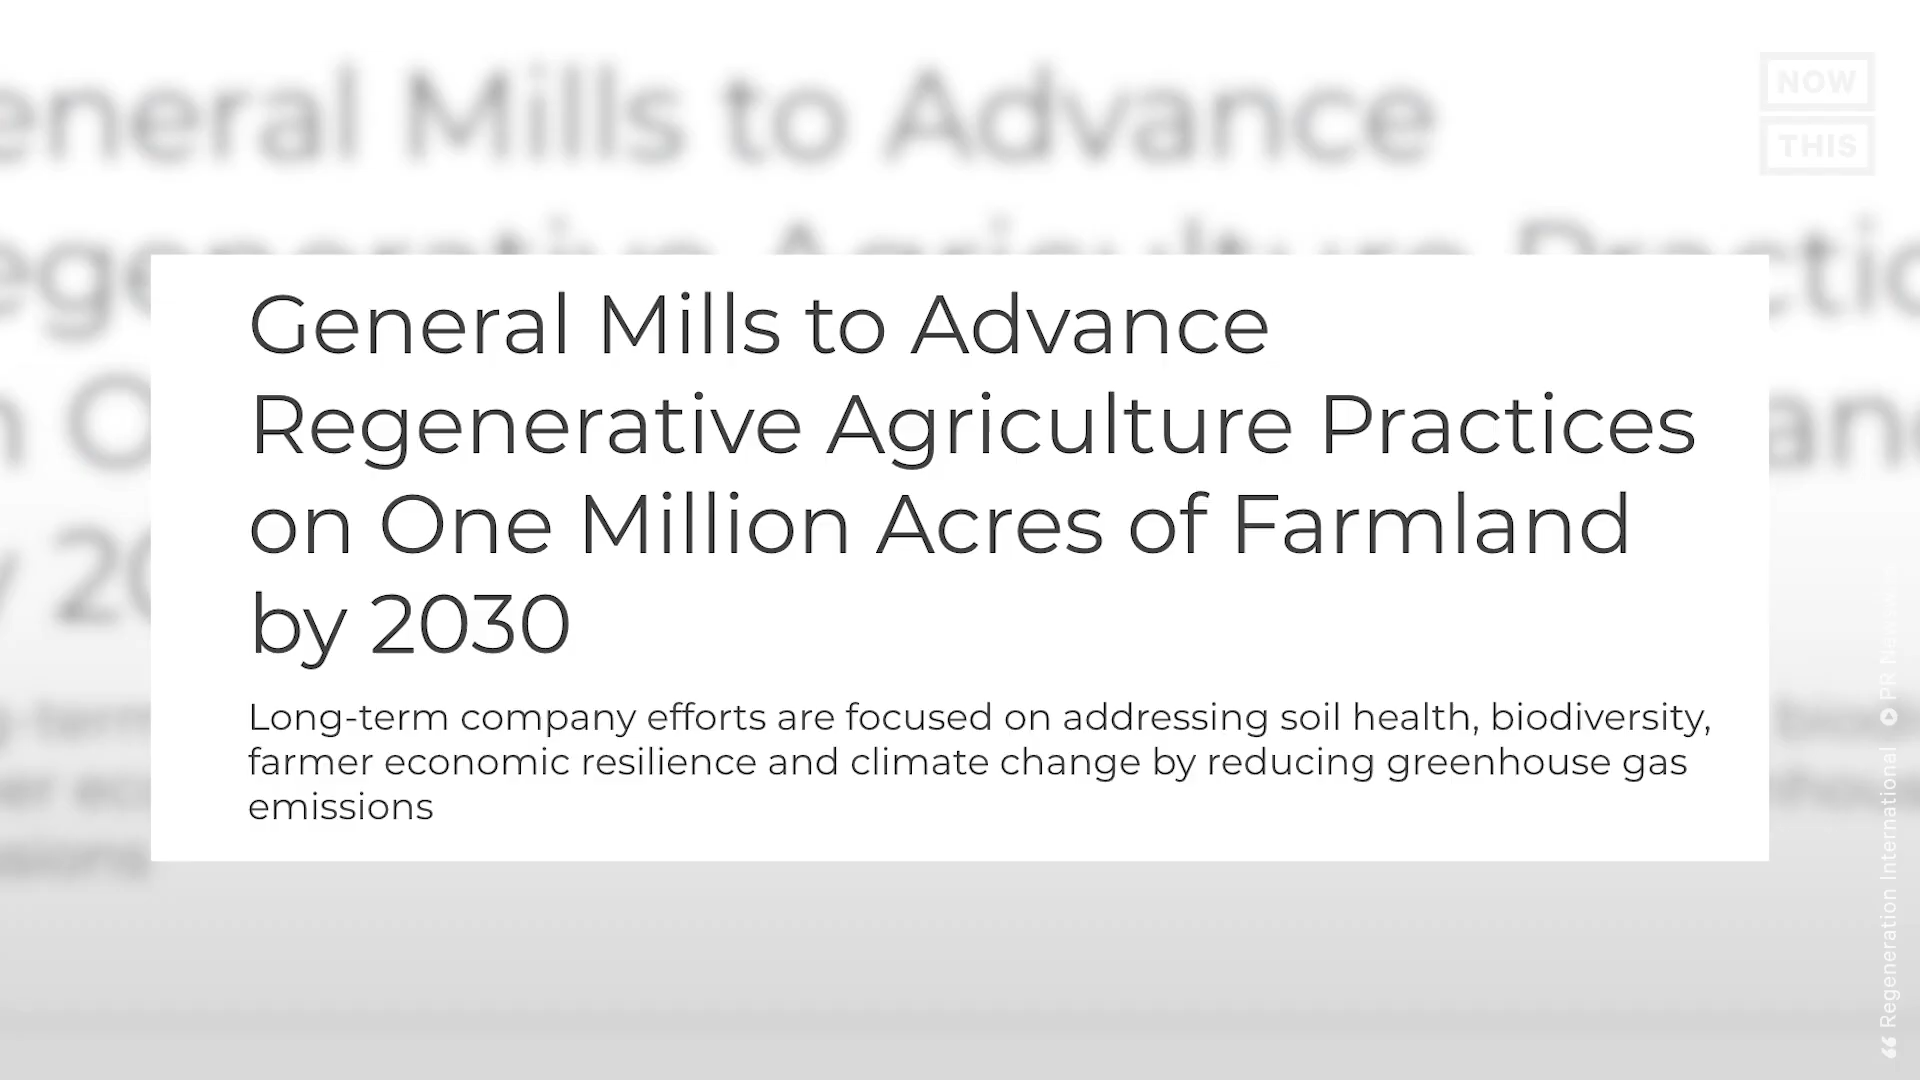 NOW
THIS
General Mills to Advance
Regenerative Agriculture Practices
on One Million Acres of Farmland
by 2030
Long-term company efforts are focused on addressing soil health, biodiversity,
farmer economic resilience and climate change by reducing greenhouse gas
emissions
Regeneration International PR